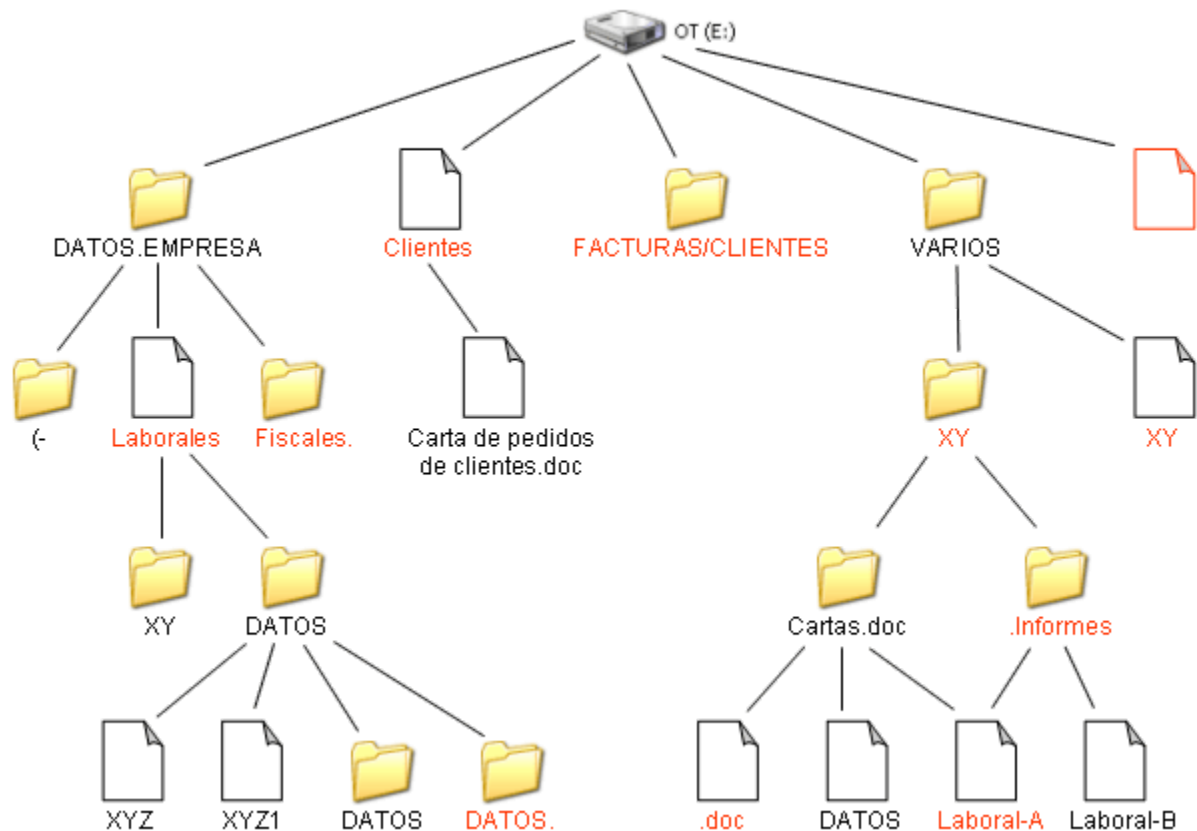 OT (E:)
DATOS.EMPRESA
Clientes
FACTURAS/CLIENTES
VARIOS
(-
Laborales
Fiscales.
Carta de pedidos
de clientes.doc
XY
XY
XY
DATOS
Cartas.doc
.Informes
XYZ
XYZ1
DATOS
DATOS.
.doc
DATOS
Laboral-A
Laboral-B